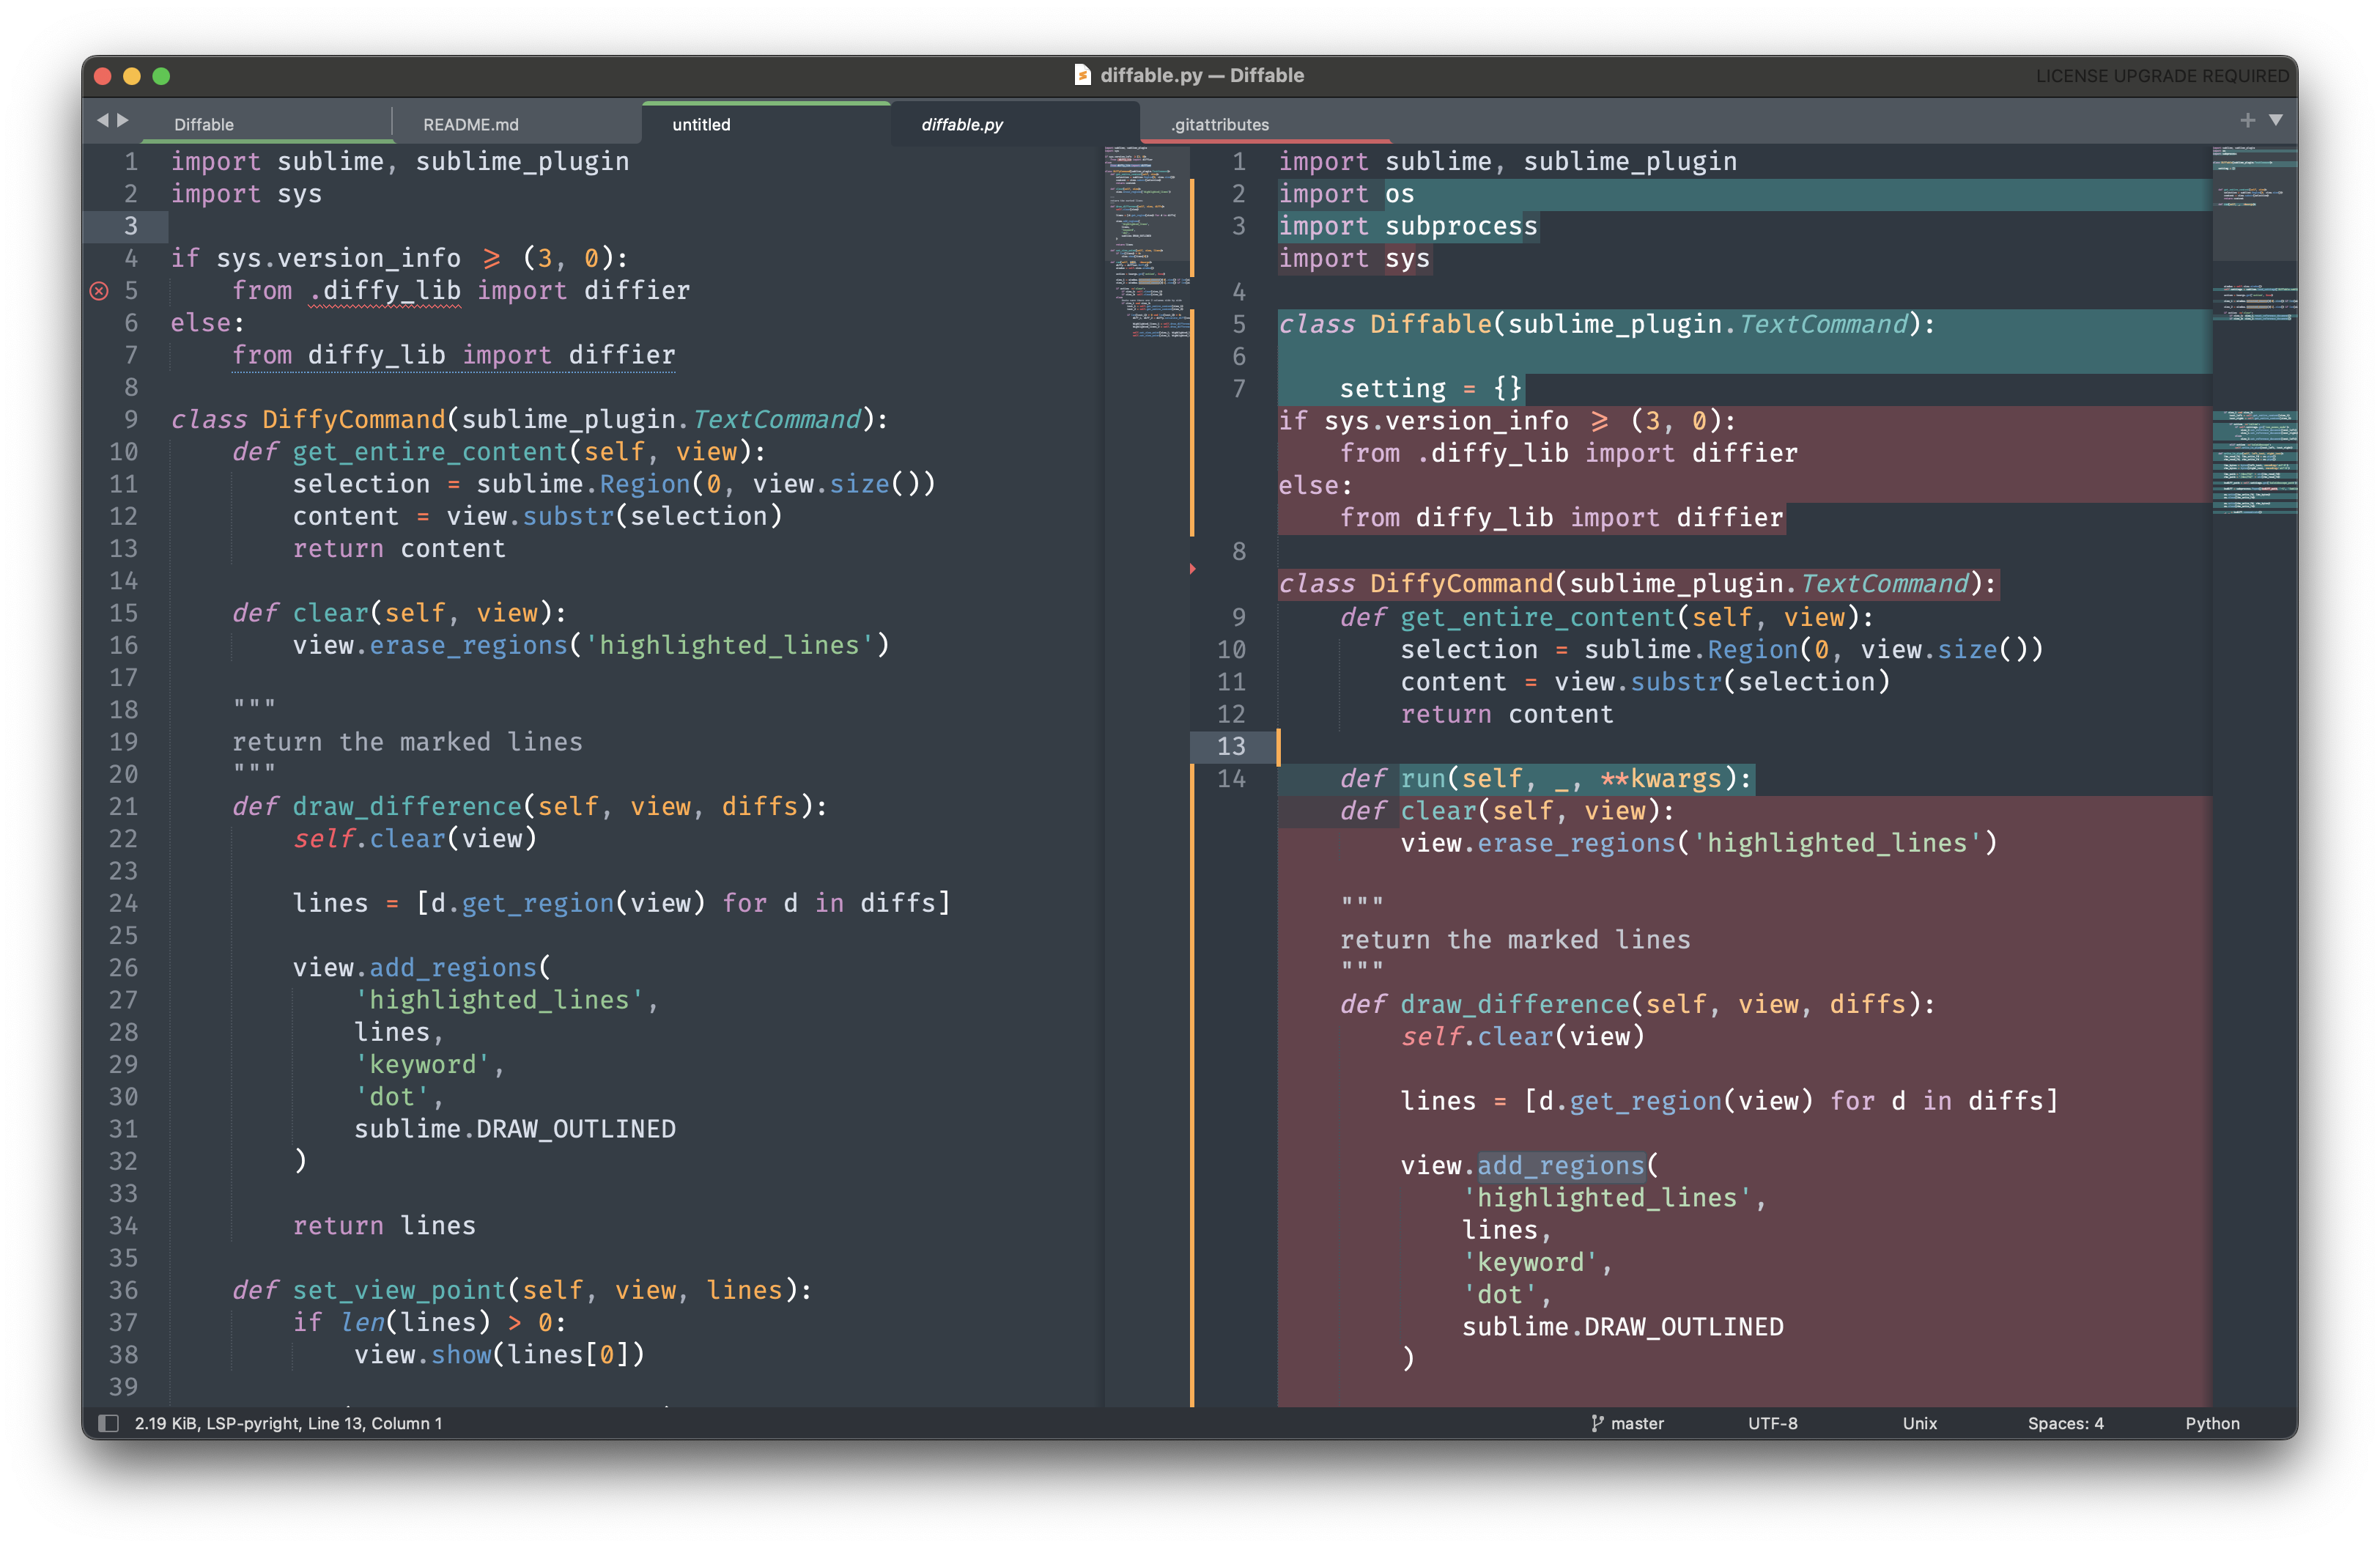 diffable.py — Diffable
LICENSE UPGRADE REQUIRED
Diffable
README.md
untitled
diffable.py
.gitattributes
1 import sublime, sublime_plugin
2 import sys
3
4 if sys.version_info ⩾ (3, 0):
5     from .diffy_lib import diffier
6 else:
7     from diffy_lib import diffier
8
9 class DiffyCommand(sublime_plugin.TextCommand):
10     def get_entire_content(self, view):
11         selection = sublime.Region(0, view.size())
12         content = view.substr(selection)
13         return content
14
15     def clear(self, view):
16         view.erase_regions('highlighted_lines')
17
18     """
19     return the marked lines
20     """
21     def draw_difference(self, view, diffs):
22         self.clear(view)
23
24         lines = [d.get_region(view) for d in diffs]
25
26         view.add_regions(
27             'highlighted_lines',
28             lines,
29             'keyword',
30             'dot',
31             sublime.DRAW_OUTLINED
32         )
33
34         return lines
35
36     def set_view_point(self, view, lines):
37         if len(lines) > 0:
38             view.show(lines[0])
39
1 import sublime, sublime_plugin
2 import os
3 import subprocess
import sys
4
5 class Diffable(sublime_plugin.TextCommand):
6
7     setting = {}
if sys.version_info ⩾ (3, 0):
    from .diffy_lib import diffier
else:
    from diffy_lib import diffier
8
class DiffyCommand(sublime_plugin.TextCommand):
9     def get_entire_content(self, view):
10         selection = sublime.Region(0, view.size())
11         content = view.substr(selection)
12         return content
13
14     def run(self, _, **kwargs):
    def clear(self, view):
        view.erase_regions('highlighted_lines')
    """
    return the marked lines
    """
    def draw_difference(self, view, diffs):
        self.clear(view)
        lines = [d.get_region(view) for d in diffs]
        view.add_regions(
            'highlighted_lines',
            lines,
            'keyword',
            'dot',
            sublime.DRAW_OUTLINED
        )
2.19 KiB, LSP-pyright, Line 13, Column 1
master
UTF-8
Unix
Spaces: 4
Python